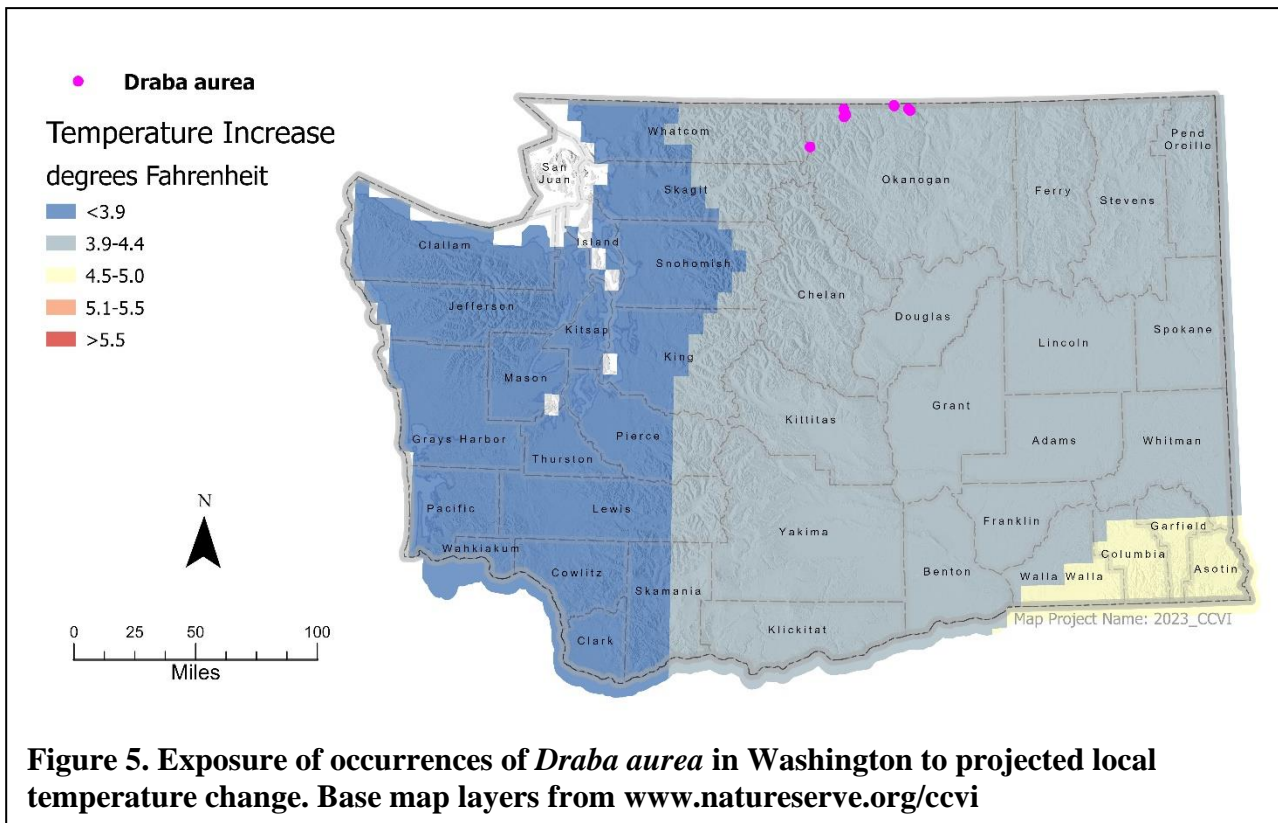 Draba aurea
Temperature Increase
degrees Fahrenheit
<3.9
3.9-4.4
4.5-5.0
5.1-5.5
>5.5
N
0 25 50 100
Miles
Whatcom
San
Juan
Skagit
Island
Clallam
Snohomish
Jefferson
Kitsap
King
Mason
Grays Harbor
Pierce
Thurston
Pacific
Lewis
Wahkiakum
Cowlitz
Skamania
Clark
Okanogan
Ferry
Stevens
Pend
Oreille
Chelan
Douglas
Lincoln
Spokane
Grant
Kittitas
Adams
Whitman
Yakima
Franklin
Garfield
Columbia
Benton
Walla Walla
Asotin
Klickitat
Map Project Name: 2023_CCVI
Figure 5. Exposure of occurrences of Draba aurea in Washington to projected local
temperature change. Base map layers from www.natureserve.org/ccvi